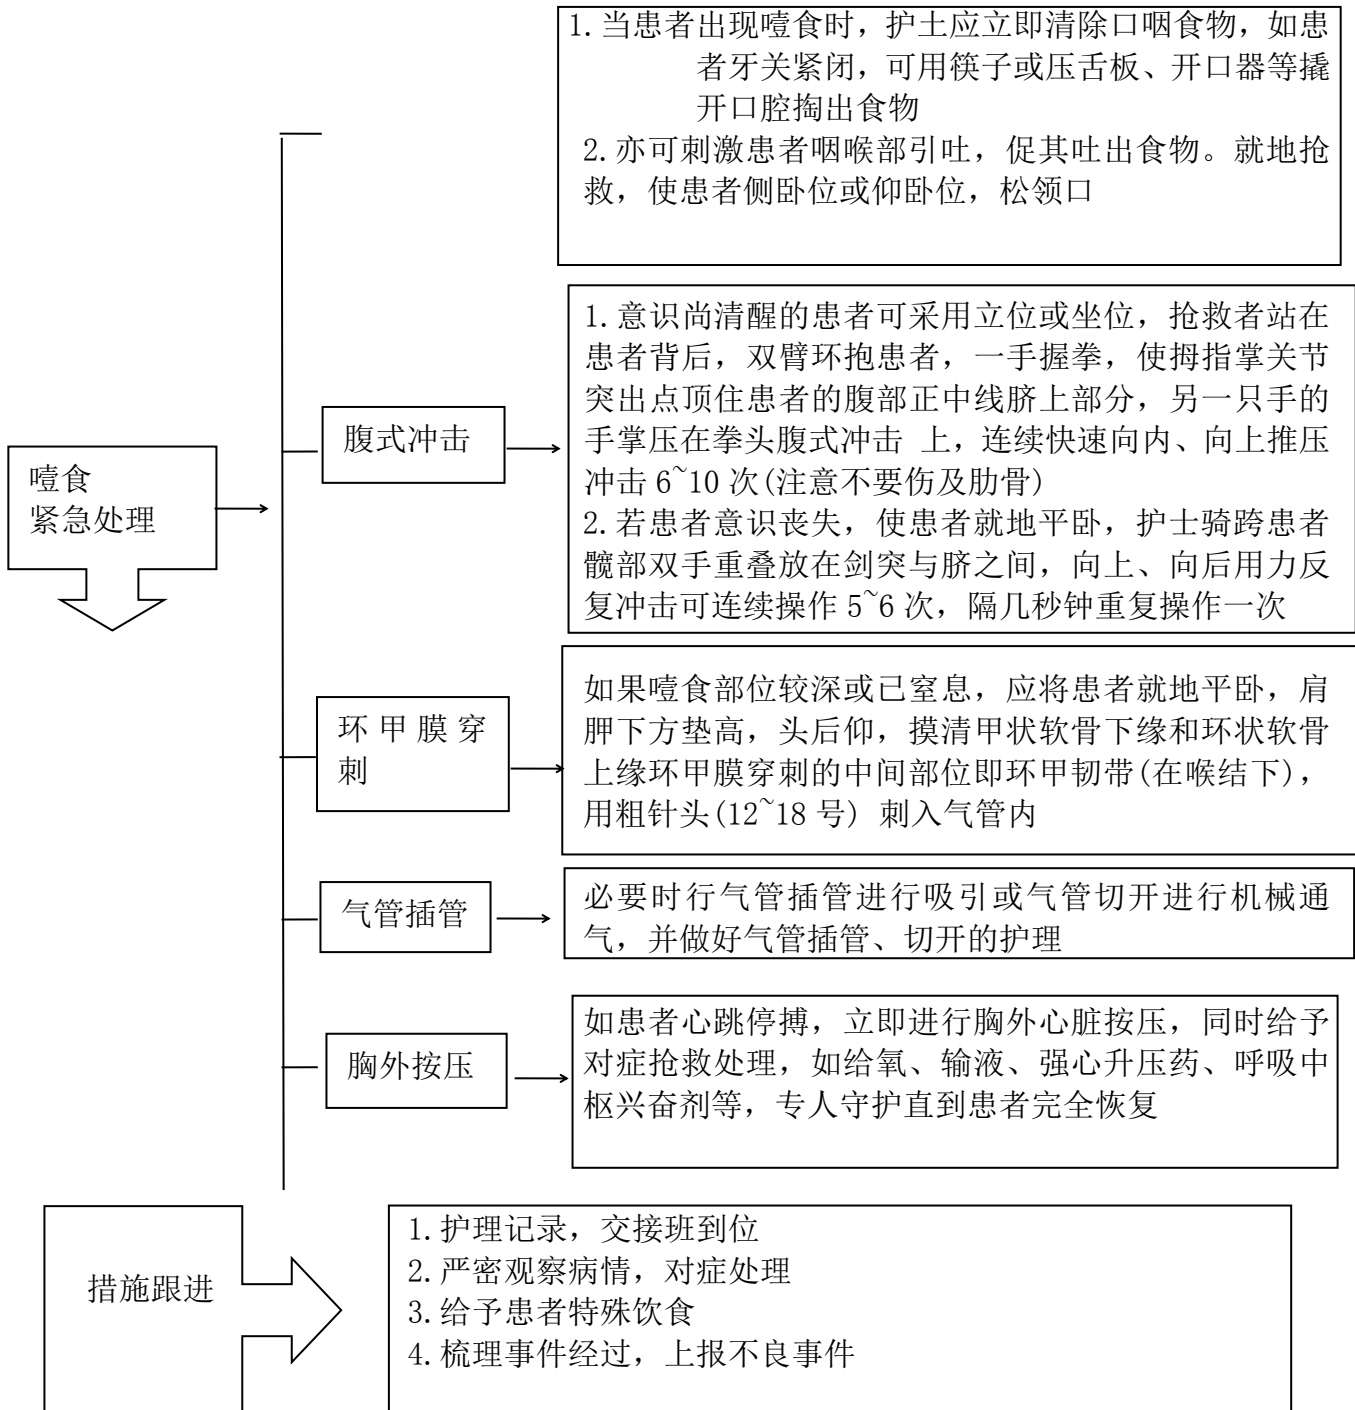 1.当患者出现噎食时，护土应立即清除口咽食物，如患
者牙关紧闭，可用筷子或压舌板、开口器等撬
开口腔掏出食物
2.亦可刺激患者咽喉部引吐，促其吐出食物。就地抢
救，使患者侧卧位或仰卧位，松领口
噎食
紧急处理
腹式冲击
1.意识尚清醒的患者可采用立位或坐位，抢救者站在
患者背后，双臂环抱患者，一手握拳，使拇指掌关节
突出点顶住患者的腹部正中线脐上部分，另一只手的
手掌压在拳头腹式冲击 上，连续快速向内、向上推压
冲击6~10次(注意不要伤及肋骨)
2.若患者意识丧失，使患者就地平卧，护士骑跨患者
髋部双手重叠放在剑突与脐之间，向上、向后用力反
复冲击可连续操作5~6次，隔几秒钟重复操作一次
环甲膜穿
刺
如果噎食部位较深或已窒息，应将患者就地平卧，肩
胛下方垫高，头后仰，摸清甲状软骨下缘和环状软骨
上缘环甲膜穿刺的中间部位即环甲韧带(在喉结下)，
用粗针头(12~18号) 刺入气管内
气管插管
必要时行气管插管进行吸引或气管切开进行机械通
气，并做好气管插管、切开的护理
胸外按压
如患者心跳停搏，立即进行胸外心脏按压，同时给予
对症抢救处理，如给氧、输液、强心升压药、呼吸中
枢兴奋剂等，专人守护直到患者完全恢复
措施跟进
1.护理记录，交接班到位
2.严密观察病情，对症处理
3.给予患者特殊饮食
4.梳理事件经过，上报不良事件